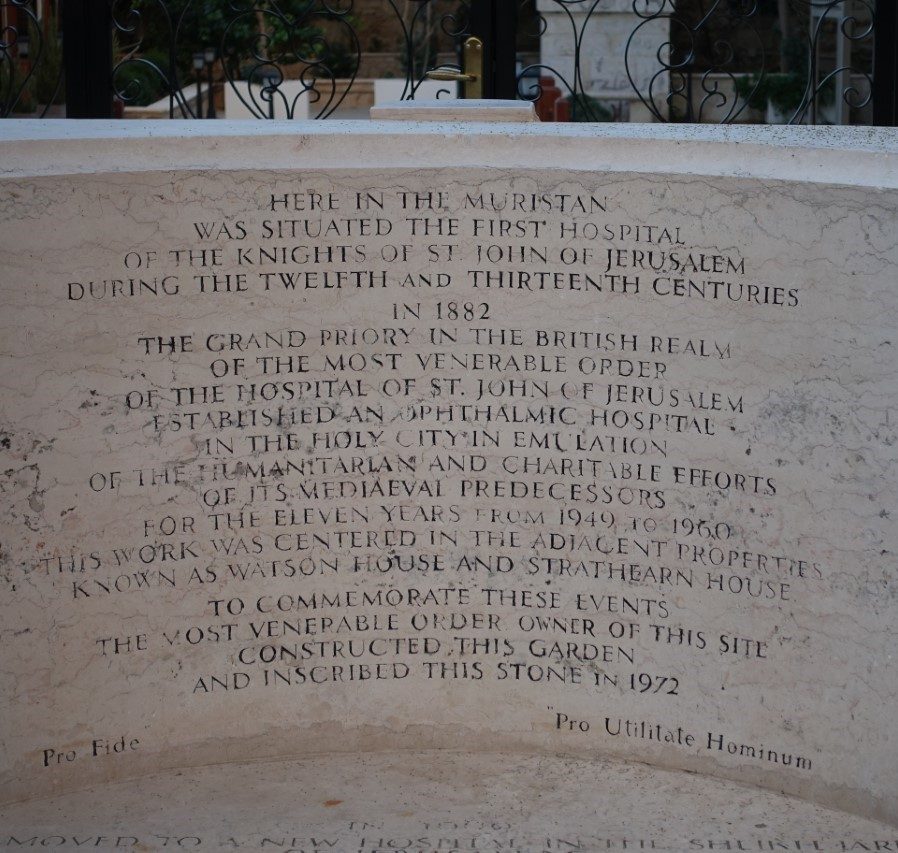 HERE IN THE MURISTAN
WAS SITUATED THE FIRST HOSPITAL
OF THE KNIGHTS OF ST. JOHN OF JERUSALEM
DURING THE TWELFTH AND THIRTEENTH CENTURIES
IN 1882
THE GRAND PRIORY IN THE BRITISH REALM
OF THE MOST VENERABLE ORDER
OF THE HOSPITAL OF ST. JOHN OF JERUSALEM
ESTABLISHED AN OPHTHALMIC HOSPITAL
IN THE HOLY CITY IN EMULATION
OF THE HUMANITARIAN AND CHARITABLE EFFORTS
OF ITS MEDIÆVAL PREDECESSORS
FOR THE ELEVEN YEARS FROM 1949 TO 1960
THIS WORK WAS CENTERED IN THE ADJACENT PROPERTIES
KNOWN AS WATSON HOUSE AND STRATHEARN HOUSE
TO COMMEMORATE THESE EVENTS
THE MOST VENERABLE ORDER OWNER OF THIS SITE
CONSTRUCTED THIS GARDEN
AND INSCRIBED THIS STONE IN 1972
"Pro Fide" "Pro Utilitate Hominum"
IN 1960
MOVED TO A NEW HOSPITAL IN THE SHEIKH JARR